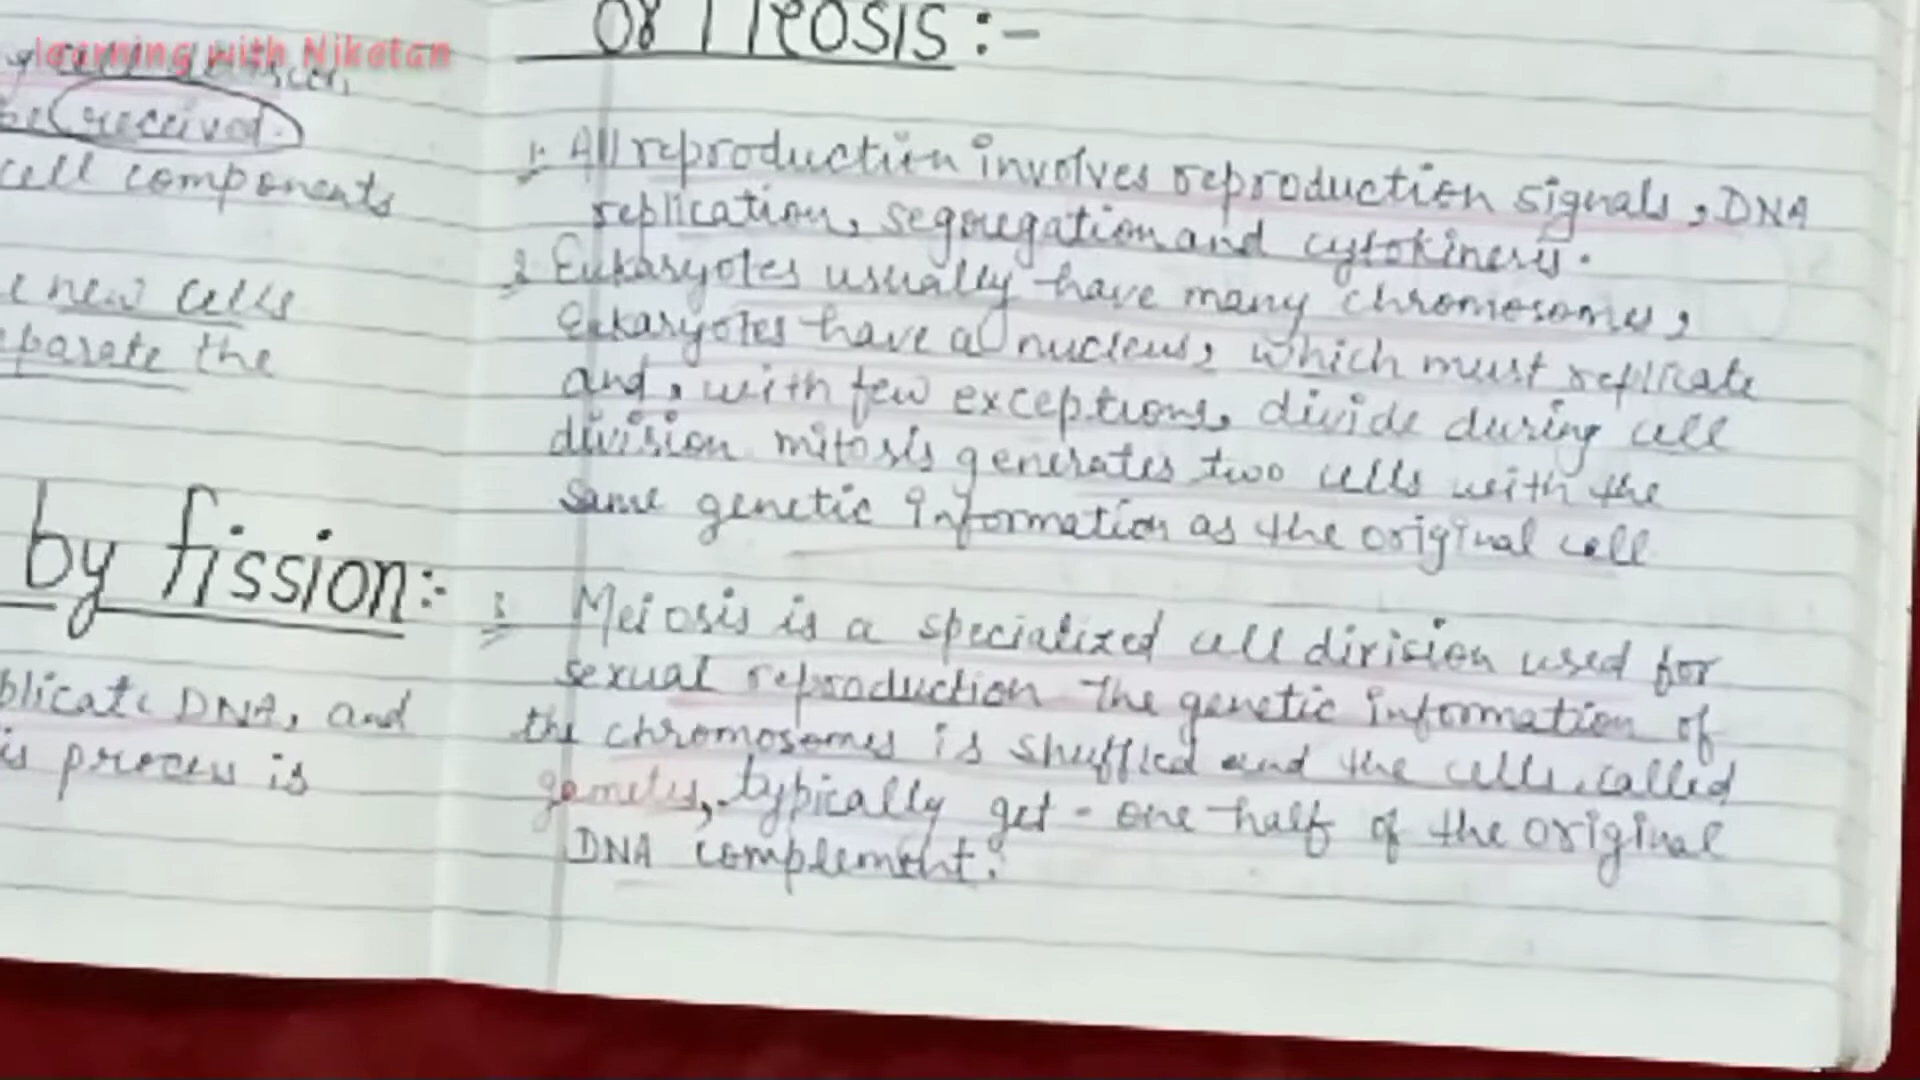 learning with Niketan
received.
cell components
new cells
the
by fission:-
DNA, and
is process is
or :-
1. All reproduction involves reproduction signals, DNA
replication, segregation and cytokinesis.
2 Eukaryotes usually have many chromosomes,
Eukaryotes have a nucleus, which must replicate
and, with few exceptions, divide during cell
division mitosis generates two cells with the
same genetic information as the original cell
3 Meiosis is a specialized cell division used for
sexual reproduction the genetic information of
the chromosomes is shuffled and the cells, called
gametes, typically get - one half of the original
DNA complement.